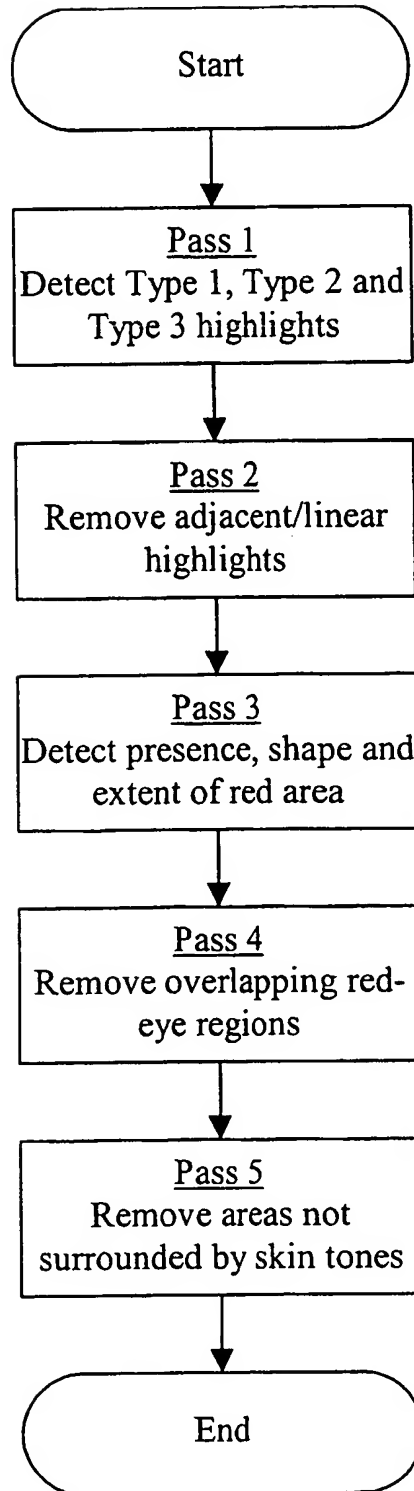 Start
Pass 1
Detect Type 1, Type 2 and
Type 3 highlights
Pass 2
Remove adjacent/linear
highlights
Pass 3
Detect presence, shape and
extent of red area
Pass 4
Remove overlapping red-
eye regions
Pass 5
Remove areas not
surrounded by skin tones
End